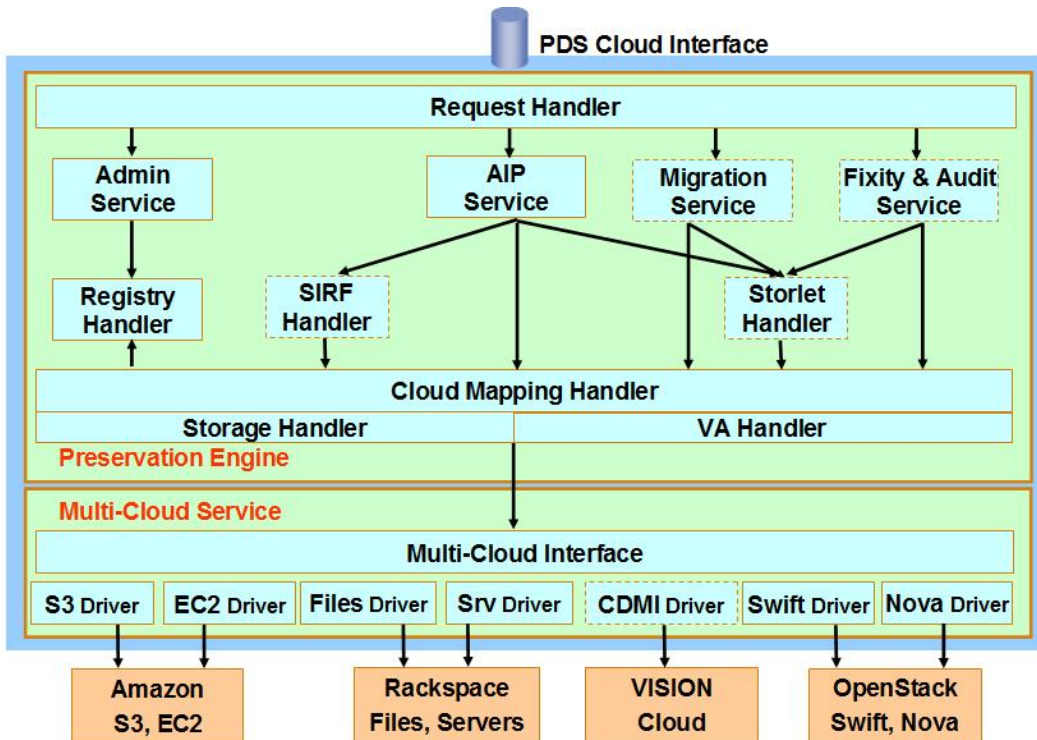 PDS Cloud Interface
Request Handler
Admin
Service
AIP
Service
Migration
Service
Fixity & Audit
Service
Registry
Handler
SIRF
Handler
Storlet
Handler
Cloud Mapping Handler
Storage Handler
VA Handler
Preservation Engine
Multi-Cloud Service
Multi-Cloud Interface
S3 Driver
EC2 Driver
Files Driver
Srv Driver
CDMI Driver
Swift Driver
Nova Driver
Amazon
S3, EC2
Rackspace
Files, Servers
VISION
Cloud
OpenStack
Swift, Nova